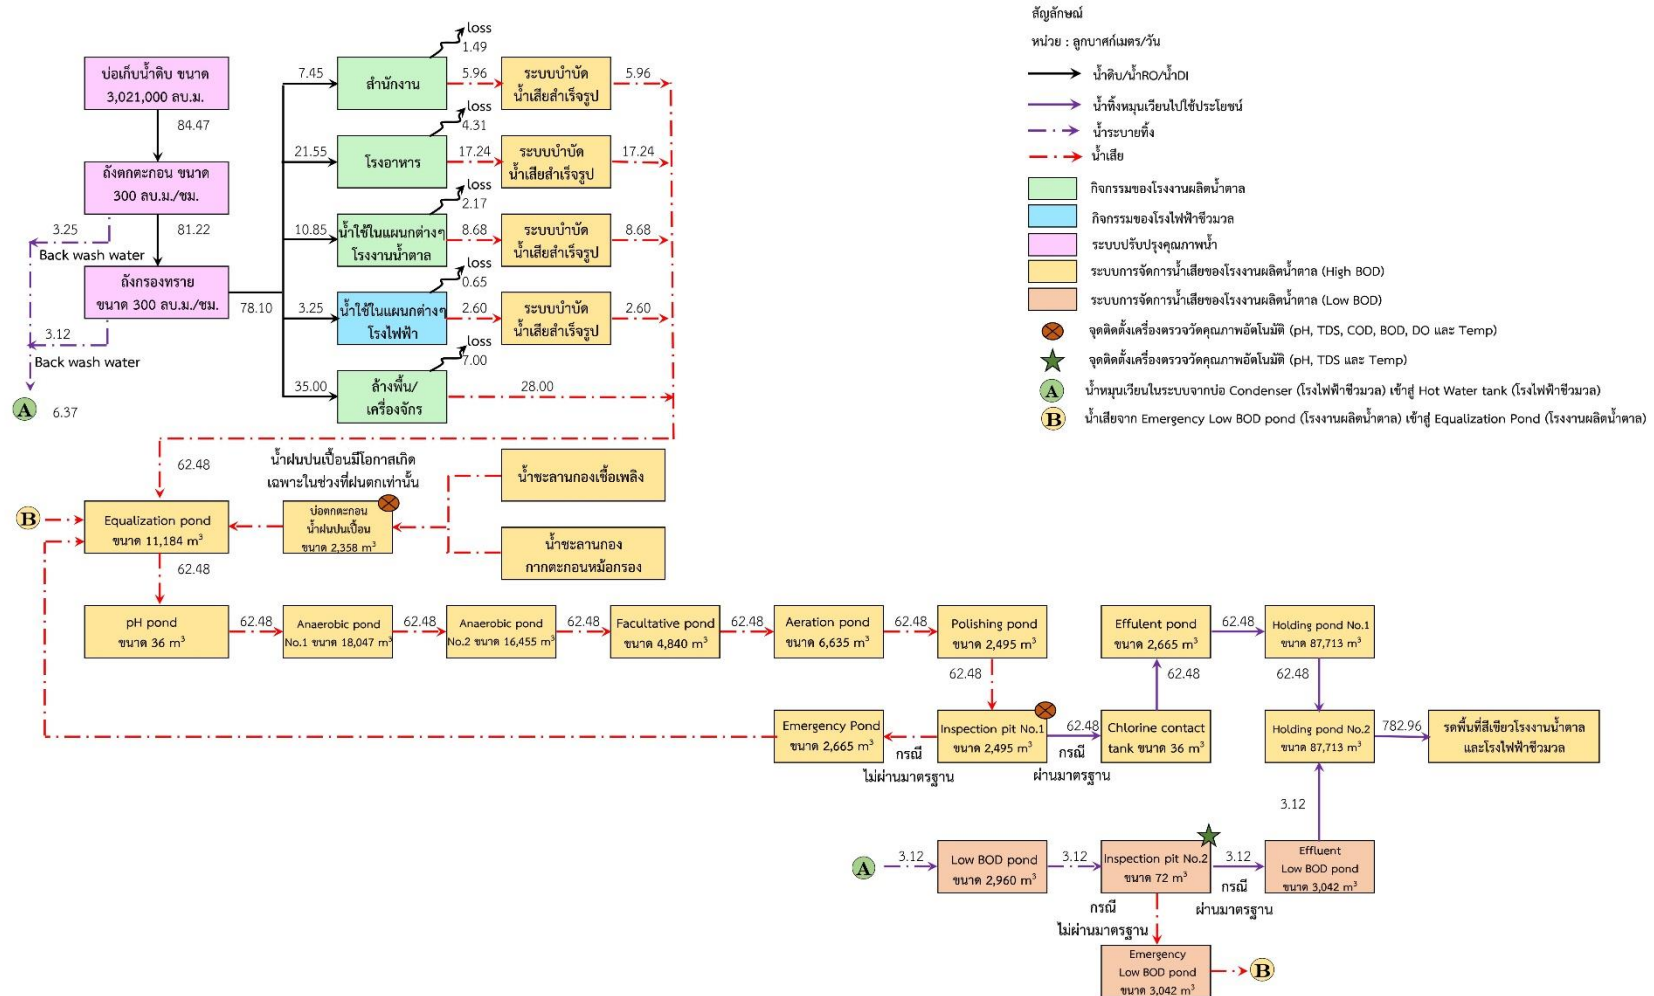 บ่อเก็บน้ำดิบ ขนาด
3,021,000 ลบ.ม.
84.47
ถังตกตะกอน ขนาด
300 ลบ.ม./ชม.
3.25
81.22
Back wash water
ถังกรองทราย
ขนาด 300 ลบ.ม./ชม.
78.10
3.12
Back wash water
A
6.37
7.45
สำนักงาน
loss
1.49
5.96
ระบบบำบัด
น้ำเสียสำเร็จรูป
5.96
21.55
โรงอาหาร
loss
4.31
17.24
ระบบบำบัด
น้ำเสียสำเร็จรูป
17.24
10.85
น้ำใช้ในแผนกต่างๆ
โรงงานน้ำตาล
loss
2.17
8.68
ระบบบำบัด
น้ำเสียสำเร็จรูป
8.68
3.25
น้ำใช้ในแผนกต่างๆ
โรงไฟฟ้า
loss
0.65
2.60
ระบบบำบัด
น้ำเสียสำเร็จรูป
2.60
35.00
ล้างพื้น/
เครื่องจักร
loss
7.00
28.00
สัญลักษณ์
หน่วย : ลูกบาศก์เมตร/วัน
น้ำดิบ/น้ำRO/น้ำDI
น้ำทิ้งหมุนเวียนไปใช้ประโยชน์
น้ำระบายทิ้ง
น้ำเสีย
กิจกรรมของโรงงานผลิตน้ำตาล
กิจกรรมของโรงไฟฟ้าชีวมวล
ระบบปรับปรุงคุณภาพน้ำ
ระบบการจัดการน้ำเสียของโรงงานผลิตน้ำตาล (High BOD)
ระบบการจัดการน้ำเสียของโรงงานผลิตน้ำตาล (Low BOD)
จุดติดตั้งเครื่องตรวจวัดคุณภาพอัตโนมัติ (pH, TDS, COD, BOD, DO และ Temp)
จุดติดตั้งเครื่องตรวจวัดคุณภาพอัตโนมัติ (pH, TDS และ Temp)
A น้ำหมุนเวียนในระบบจากบ่อ Condenser (โรงไฟฟ้าชีวมวล) เข้าสู่ Hot Water tank (โรงไฟฟ้าชีวมวล)
B น้ำเสียจาก Emergency Low BOD pond (โรงงานผลิตน้ำตาล) เข้าสู่ Equalization Pond (โรงงานผลิตน้ำตาล)
62.48
น้ำฝนปนเปื้อนมีโอกาสเกิด
เฉพาะในช่วงที่ฝนตกเท่านั้น
น้ำชะลานกองเชื้อเพลิง
B
Equalization pond
ขนาด 11,184 m³
บ่อตกตะกอน
น้ำฝนปนเปื้อน
ขนาด 2,358 m³
น้ำชะลานกอง
กากตะกอนหม้อกรอง
62.48
pH pond
ขนาด 36 m³
62.48
Anaerobic pond
No.1 ขนาด 18,047 m³
62.48
Anaerobic pond
No.2 ขนาด 16,455 m³
62.48
Facultative pond
ขนาด 4,840 m³
62.48
Aeration pond
ขนาด 6,635 m³
62.48
Polishing pond
ขนาด 2,495 m³
Effulent pond
ขนาด 2,665 m³
62.48
Holding pond No.1
ขนาด 87,713 m³
62.48
62.48
62.48
Emergency Pond
ขนาด 2,665 m³
กรณี
ไม่ผ่านมาตรฐาน
Inspection pit No.1
ขนาด 2,495 m³
62.48
กรณี
ผ่านมาตรฐาน
Chlorine contact
tank ขนาด 36 m³
Holding pond No.2
ขนาด 87,713 m³
782.96
รดพื้นที่สีเขียวโรงงานน้ำตาล
และโรงไฟฟ้าชีวมวล
3.12
A
3.12
Low BOD pond
ขนาด 2,960 m³
3.12
Inspection pit No.2
ขนาด 72 m³
3.12
กรณี
ผ่านมาตรฐาน
Effluent
Low BOD pond
ขนาด 3,042 m³
กรณี
ไม่ผ่านมาตรฐาน
Emergency
Low BOD pond
ขนาด 3,042 m³
B